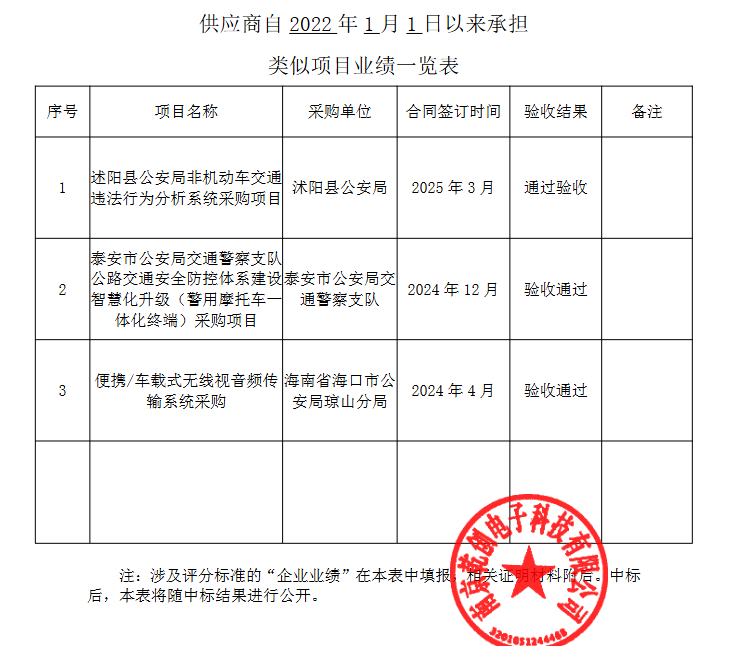 供应商自 2022 年 1 月 1 日以来承担
类似项目业绩一览表
序号 项目名称 采购单位 合同签订时间 验收结果 备注
1 沭阳县公安局非机动车交通违法行为分析系统采购项目 沭阳县公安局 2025 年 3 月 通过验收
2 泰安市公安局交通警察支队公路交通安全防控体系建设智慧化升级（警用摩托车一体化终端）采购项目 泰安市公安局交通警察支队 2024 年 12 月 验收通过
3 便携/车载式无线视音频传输系统采购 海南省海口市公安局琼山分局 2024 年 4 月 验收通过
注：涉及评分标准的“企业业绩”在本表中填报，相关证明材料附后。中标
后，本表将随中标结果进行公开。
南京乾创电子科技有限公司
3201051244488